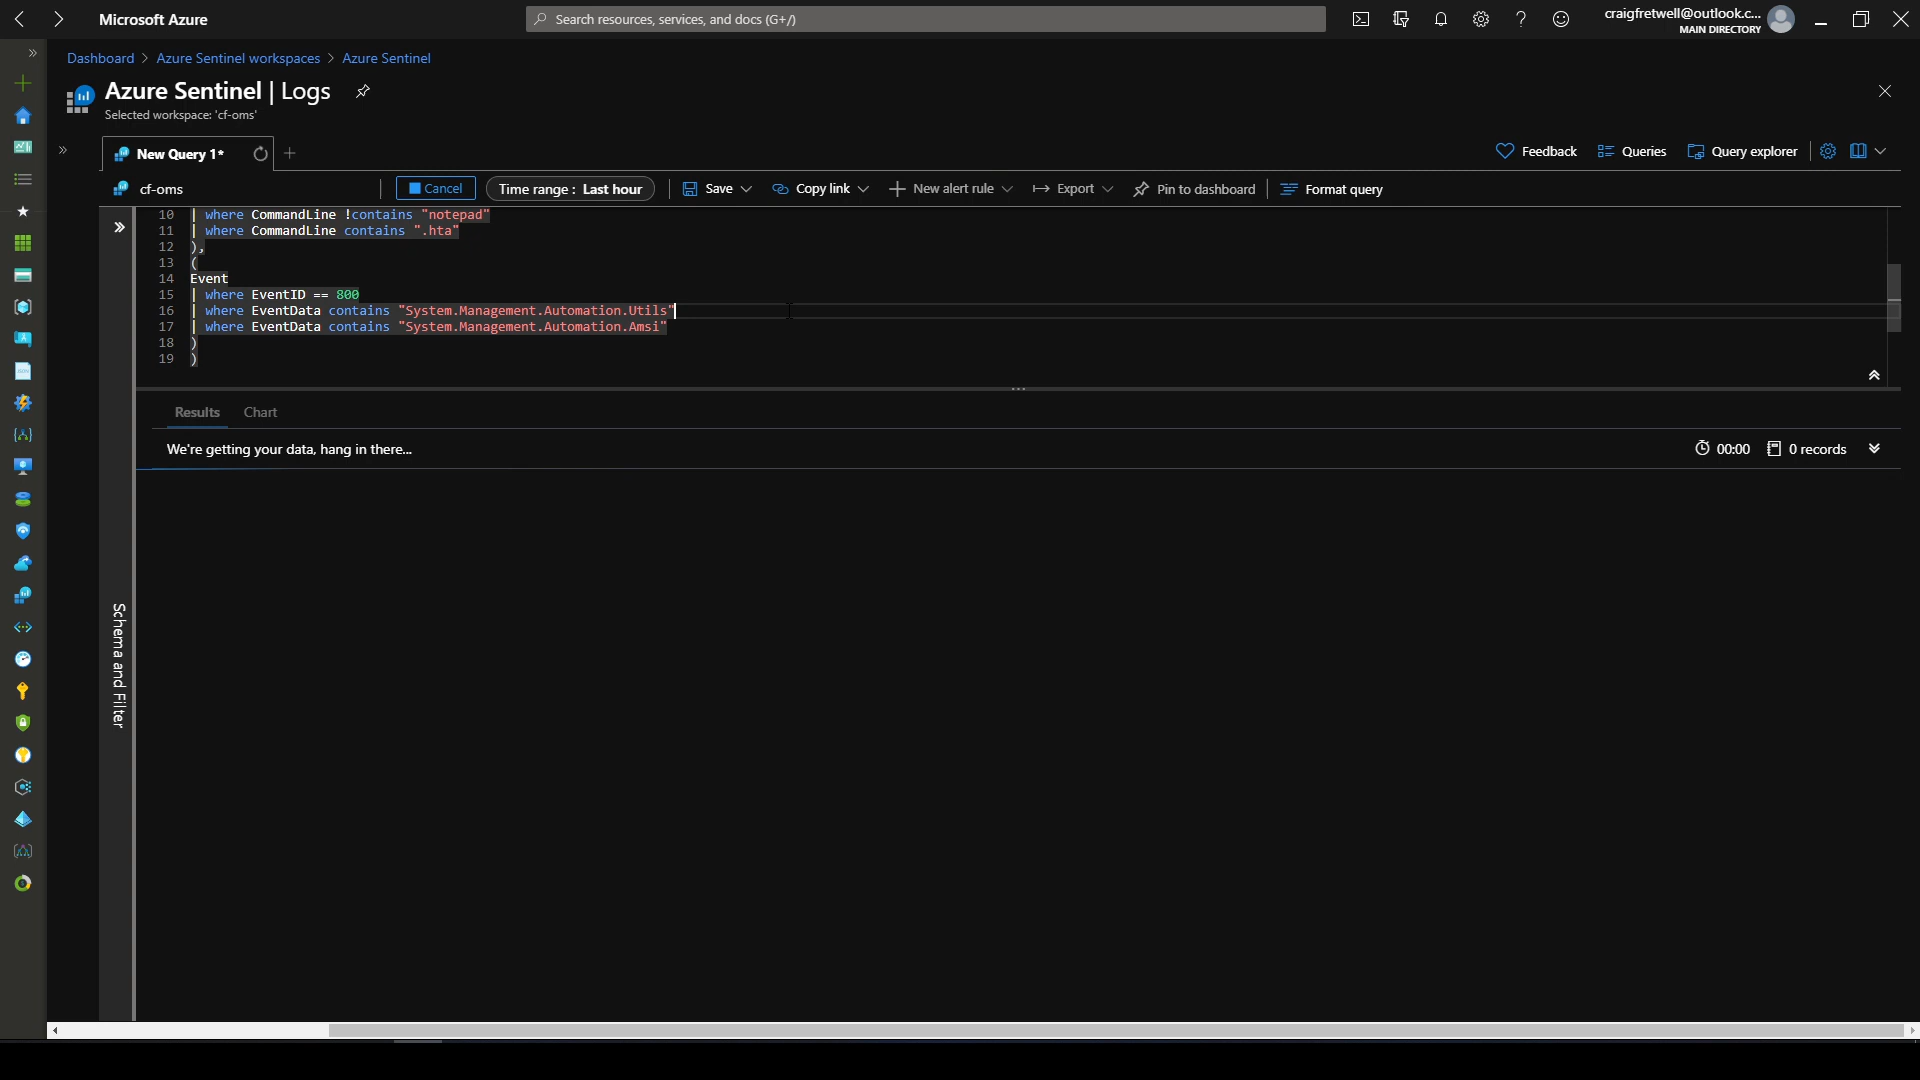 Microsoft Azure
Search resources, services, and docs (G+/)
craigfretwell@outlook.c...
MAIN DIRECTORY
Dashboard > Azure Sentinel workspaces > Azure Sentinel
Azure Sentinel | Logs
Selected workspace: 'cf-oms'
New Query 1*
Feedback
Queries
Query explorer
cf-oms
Cancel
Time range : Last hour
Save
Copy link
New alert rule
Export
Pin to dashboard
Format query
10 | where CommandLine !contains "notepad"
11 | where CommandLine contains ".hta"
12 ),
13 (
14 Event
15 | where EventID == 800
16 | where EventData contains "System.Management.Automation.Utils"
17 | where EventData contains "System.Management.Automation.Amsi"
18 )
19 )
Schema and Filter
Results Chart
We're getting your data, hang in there...
00:00
0 records